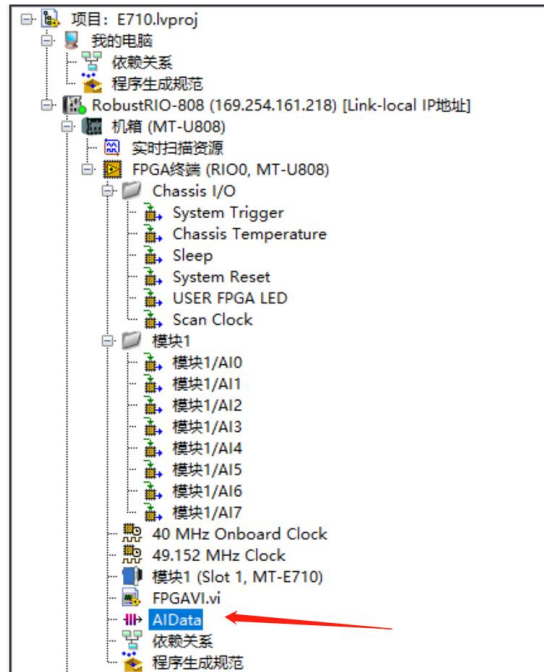 项目：E710.lvproj
我的电脑
依赖关系
程序生成规范
RobustRIO-808 (169.254.161.218) [Link-local IP地址]
机箱 (MT-U808)
实时扫描资源
FPGA终端 (RIO0, MT-U808)
Chassis I/O
System Trigger
Chassis Temperature
Sleep
System Reset
USER FPGA LED
Scan Clock
模块1
模块1/AI0
模块1/AI1
模块1/AI2
模块1/AI3
模块1/AI4
模块1/AI5
模块1/AI6
模块1/AI7
40 MHz Onboard Clock
49.152 MHz Clock
模块1 (Slot 1, MT-E710)
FPGAVI.vi
AIData
依赖关系
程序生成规范